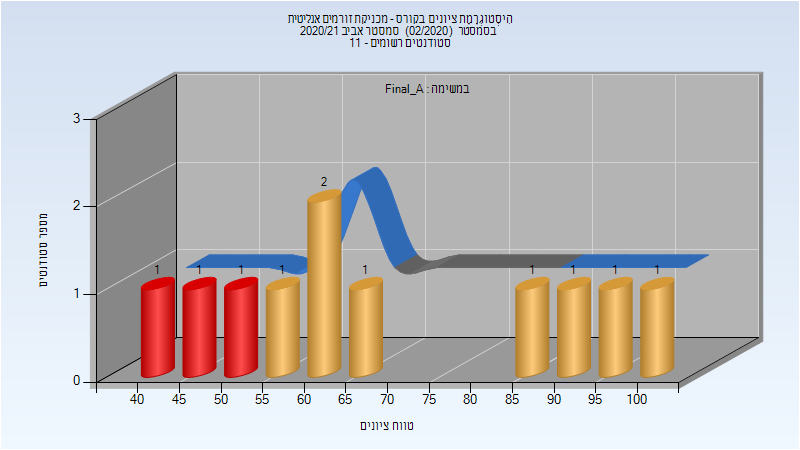 היסטוגרמת ציונים בקורס - מכניקת זורמים אנליטית
בסמסטר (02/2020) סמסטר אביב 2020/21
סטודנטים רשומים - 11
במשימה : Final_A
מספר סטודנטים
3
2
1
0
1 1 1 1 2 1 1 1 1 1
40 45 50 55 60 65 70 75 80 85 90 95 100
טווח ציונים